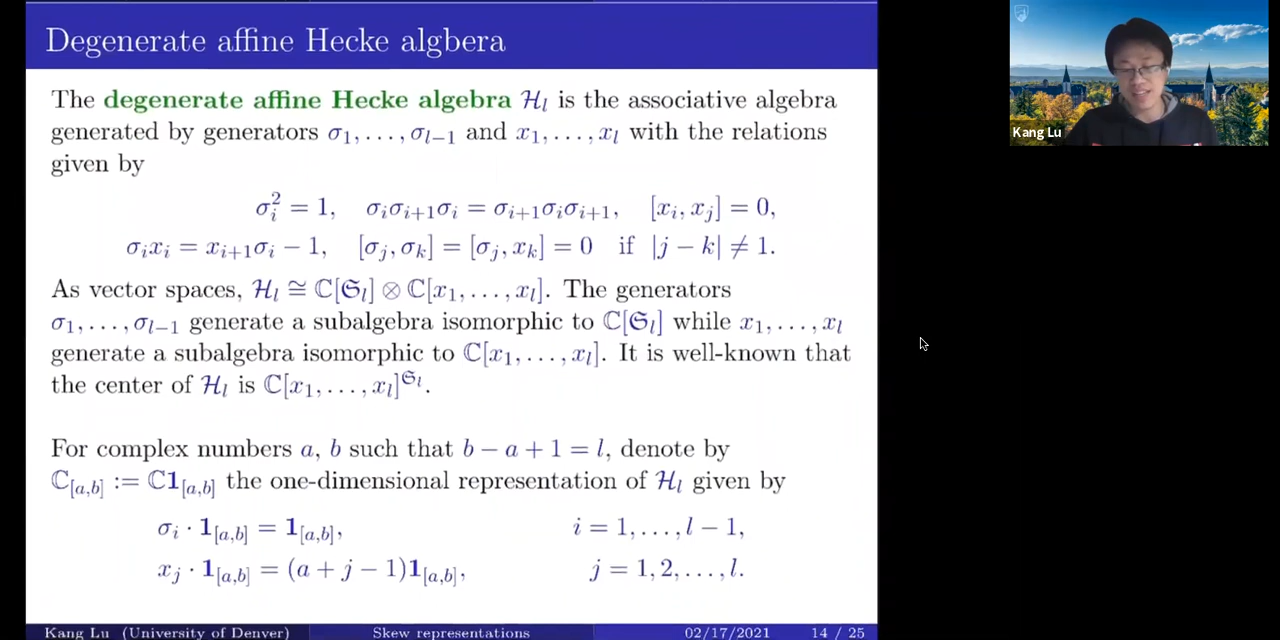 Degenerate affine Hecke algbera
The degenerate affine Hecke algebra ℋ_l is the associative algebra
generated by generators σ_1, …, σ_{l−1} and x_1, …, x_l with the relations
given by
σ_i^2 = 1, σ_iσ_{i+1}σ_i = σ_{i+1}σ_iσ_{i+1}, [x_i, x_j] = 0,
σ_ix_i = x_{i+1}σ_i − 1, [σ_j, σ_k] = [σ_j, x_k] = 0 if |j − k| ≠ 1.
As vector spaces, ℋ_l ≅ ℂ[𝔖_l] ⊗ ℂ[x_1, …, x_l]. The generators
σ_1, …, σ_{l−1} generate a subalgebra isomorphic to ℂ[𝔖_l] while x_1, …, x_l
generate a subalgebra isomorphic to ℂ[x_1, …, x_l]. It is well-known that
the center of ℋ_l is ℂ[x_1, …, x_l]^{𝔖_l}.
For complex numbers a, b such that b − a + 1 = l, denote by
ℂ_{[a,b]} := ℂ1_{[a,b]} the one-dimensional representation of ℋ_l given by
σ_i · 1_{[a,b]} = 1_{[a,b]}, i = 1, …, l − 1,
x_j · 1_{[a,b]} = (a + j − 1)1_{[a,b]}, j = 1, 2, …, l.
Kang Lu (University of Denver) Skew representations 02/17/2021 14 / 25
Kang Lu